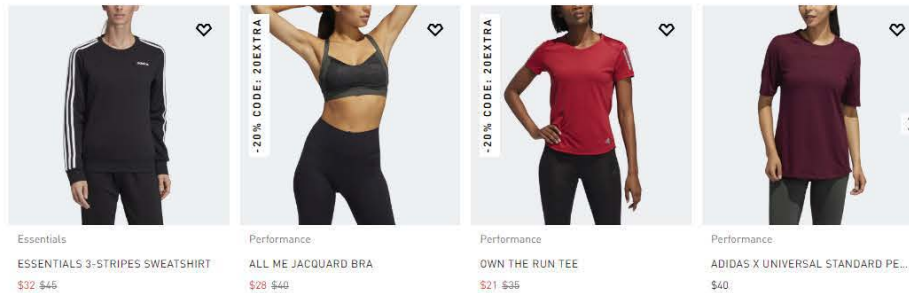 -20% CODE: 20EXTRA
-20% CODE: 20EXTRA
Essentials
ESSENTIALS 3-STRIPES SWEATSHIRT
$32 $45
Performance
ALL ME JACQUARD BRA
$28 $40
Performance
OWN THE RUN TEE
$21 $35
Performance
ADIDAS X UNIVERSAL STANDARD PE...
$40